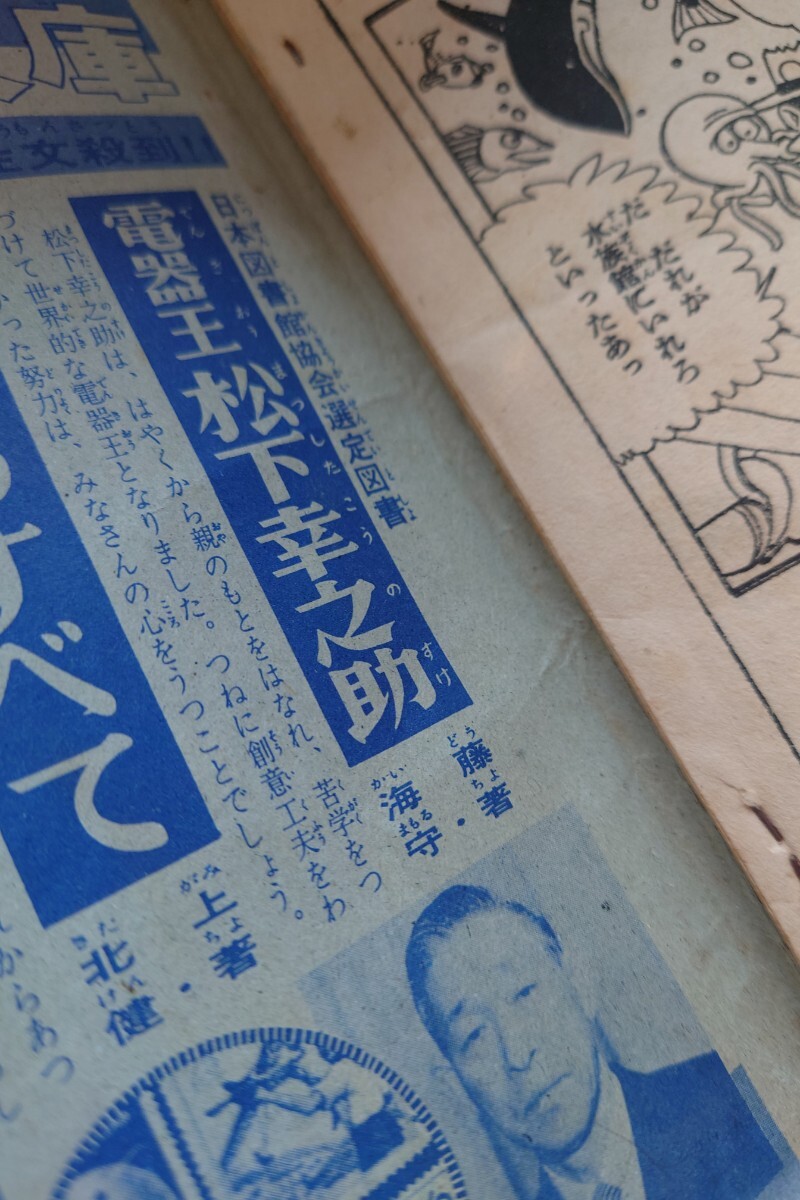 庫
文殺到!!
だ だれが
水族館にいれろ
といったあっ
日本図書館協会選定図書
電器王 松下幸之助
海藤
守・著
松下幸之助は、はやくから親のもとをはなれ、苦学をつ
づけて世界的な電器王となりました。つねに創意工夫をわ
かった努力は、みなさんの心をうつことでしょう。
すべて
北上
健・著
からあつ